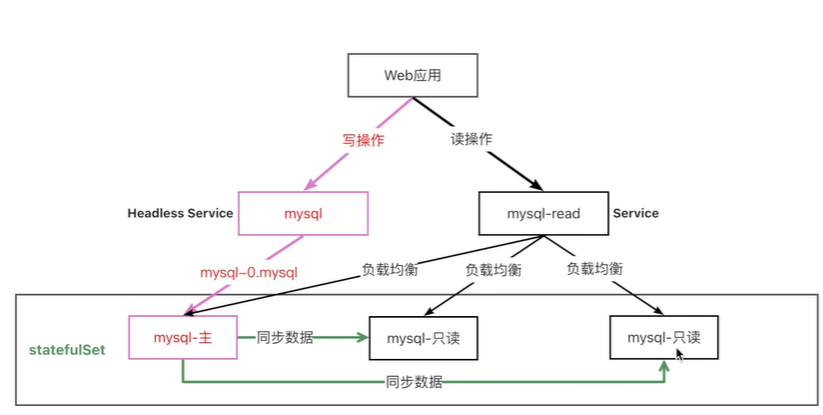 Web应用
写操作
读操作
Headless Service
mysql
mysql-read
Service
mysql-0.mysql
负载均衡
负载均衡
负载均衡
statefulSet
mysql-主
同步数据
mysql-只读
mysql-只读
同步数据